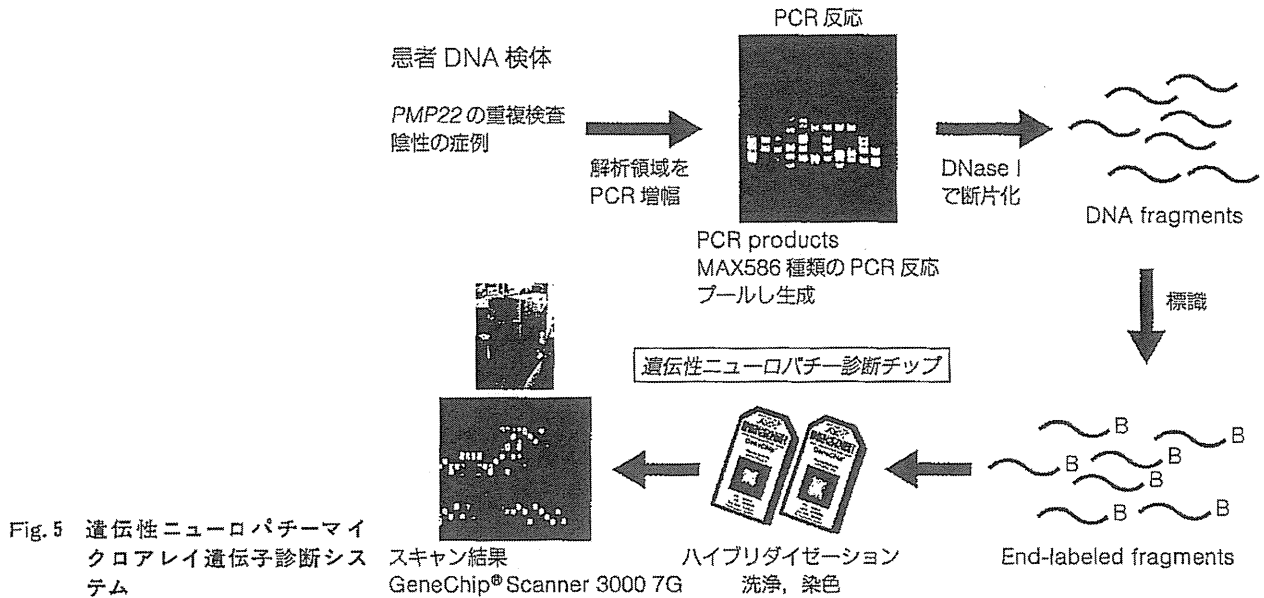 PCR 反応
患者 DNA 検体
PMP22 の重複検査
陰性の症例
解析領域を
PCR 増幅
DNase I
で断片化
DNA fragments
PCR products
MAX586 種類の PCR 反応
プールし生成
標識
遺伝性ニューロパチー診断チップ
B
B
B
B
B
B
B
GeneChip
GeneChip
End-labeled fragments
ハイブリダイゼーション
洗浄，染色
スキャン結果
GeneChip® Scanner 3000 7G
Fig. 5 遺伝性ニューロパチーマイ
クロアレイ遺伝子診断シス
テム